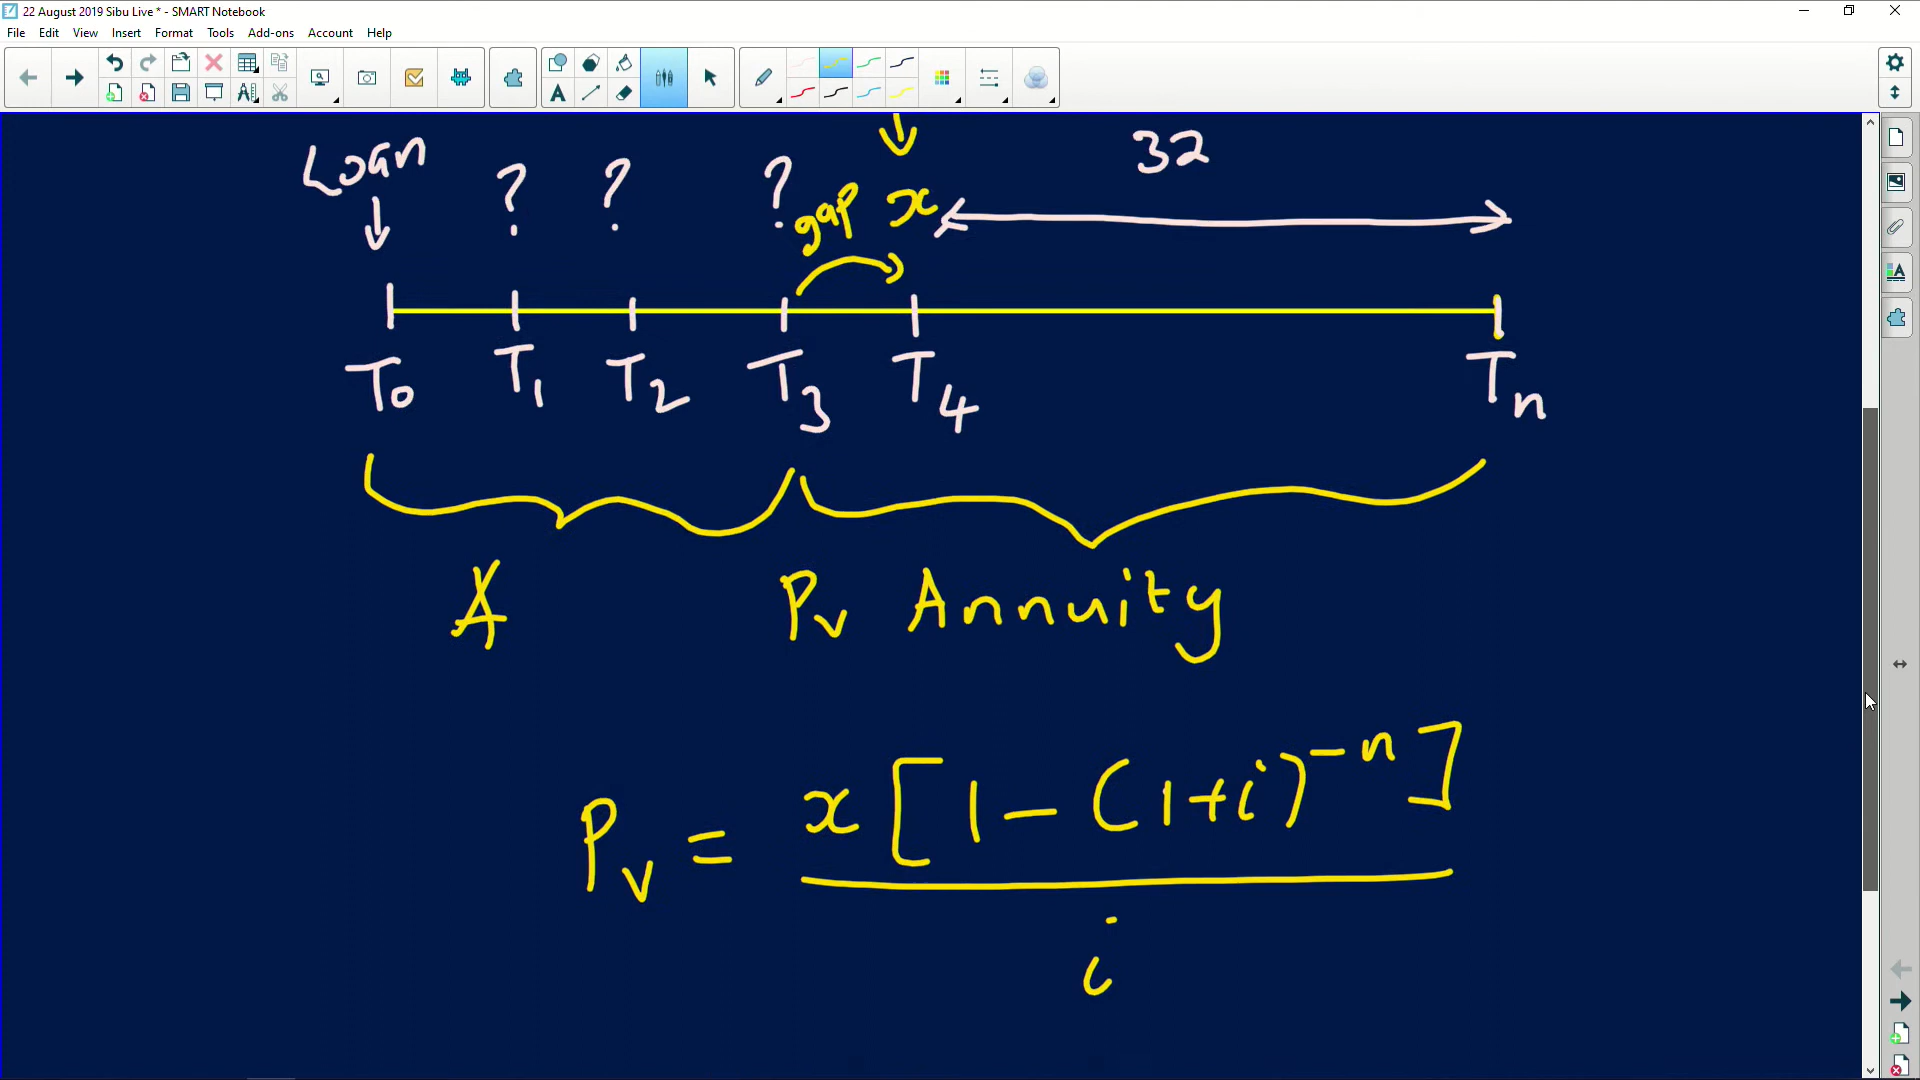 22 August 2019 Sibu Live * - SMART Notebook
File Edit View Insert Format Tools Add-ons Account Help
Loan ? ? ? gap x 32
T0 T1 T2 T3 T4 Tn
A Pv Annuity
Pv = x[1-(1+i)^-n]
i